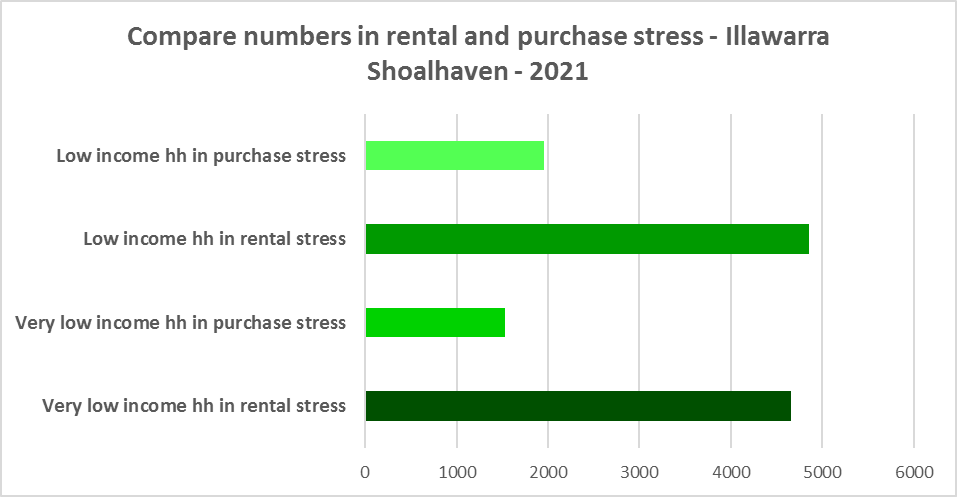 Compare numbers in rental and purchase stress - Illawarra
Shoalhaven - 2021
Low income hh in purchase stress
Low income hh in rental stress
Very low income hh in purchase stress
Very low income hh in rental stress
0 1000 2000 3000 4000 5000 6000